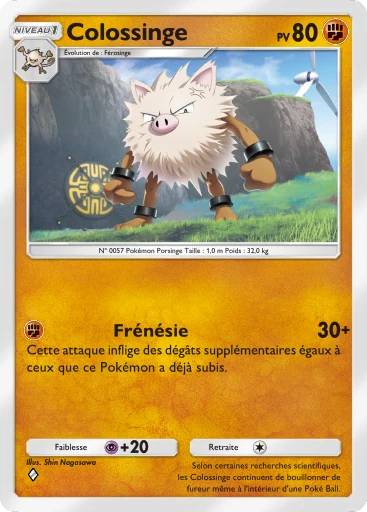 NIVEAU 1
Colossinge
PV 80
Évolution de : Férosinge
N° 0057 Pokémon Porsinge Taille : 1,0 m Poids : 32,0 kg
Frénésie 30+
Cette attaque inflige des dégâts supplémentaires égaux à
ceux que ce Pokémon a déjà subis.
Faiblesse +20
Retraite
Illus. Shin Nagasawa
Selon certaines recherches scientifiques,
les Colossinge continuent de bouillonner de
fureur même à l'intérieur d'une Poké Ball.